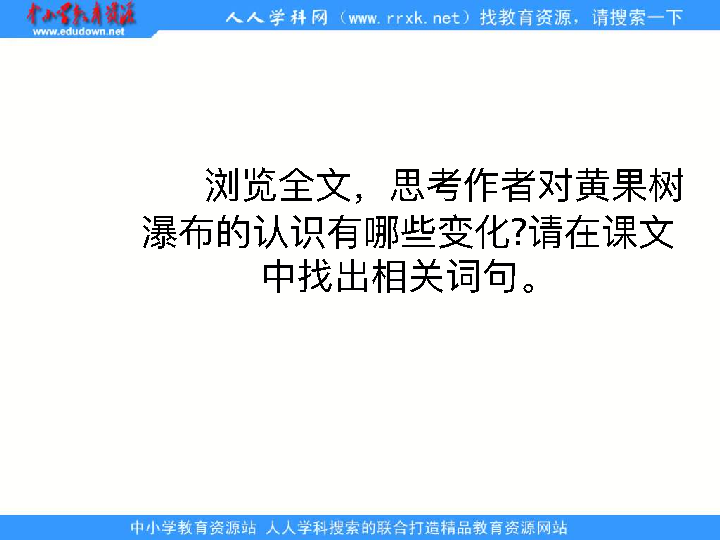 中小学教育资源
www.edudown.net
人人学科网（www.rrxk.net）找教育资源，请搜索一下
浏览全文，思考作者对黄果树
瀑布的认识有哪些变化?请在课文
中找出相关词句。
中小学教育资源站 人人学科搜索的联合打造精品教育资源网站